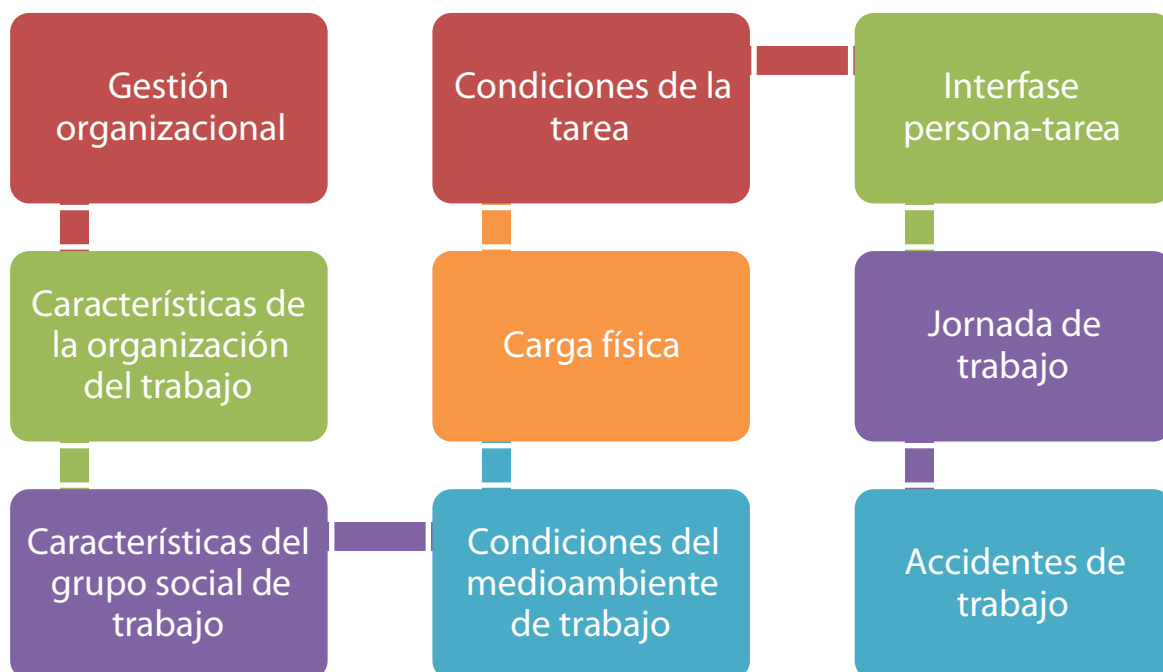 Gestión
organizacional
Características de
la organización
del trabajo
Características del
grupo social de
trabajo
Condiciones del
medioambiente
de trabajo
Carga física
Condiciones de la
tarea
Interfase
persona-tarea
Jornada de
trabajo
Accidentes de
trabajo